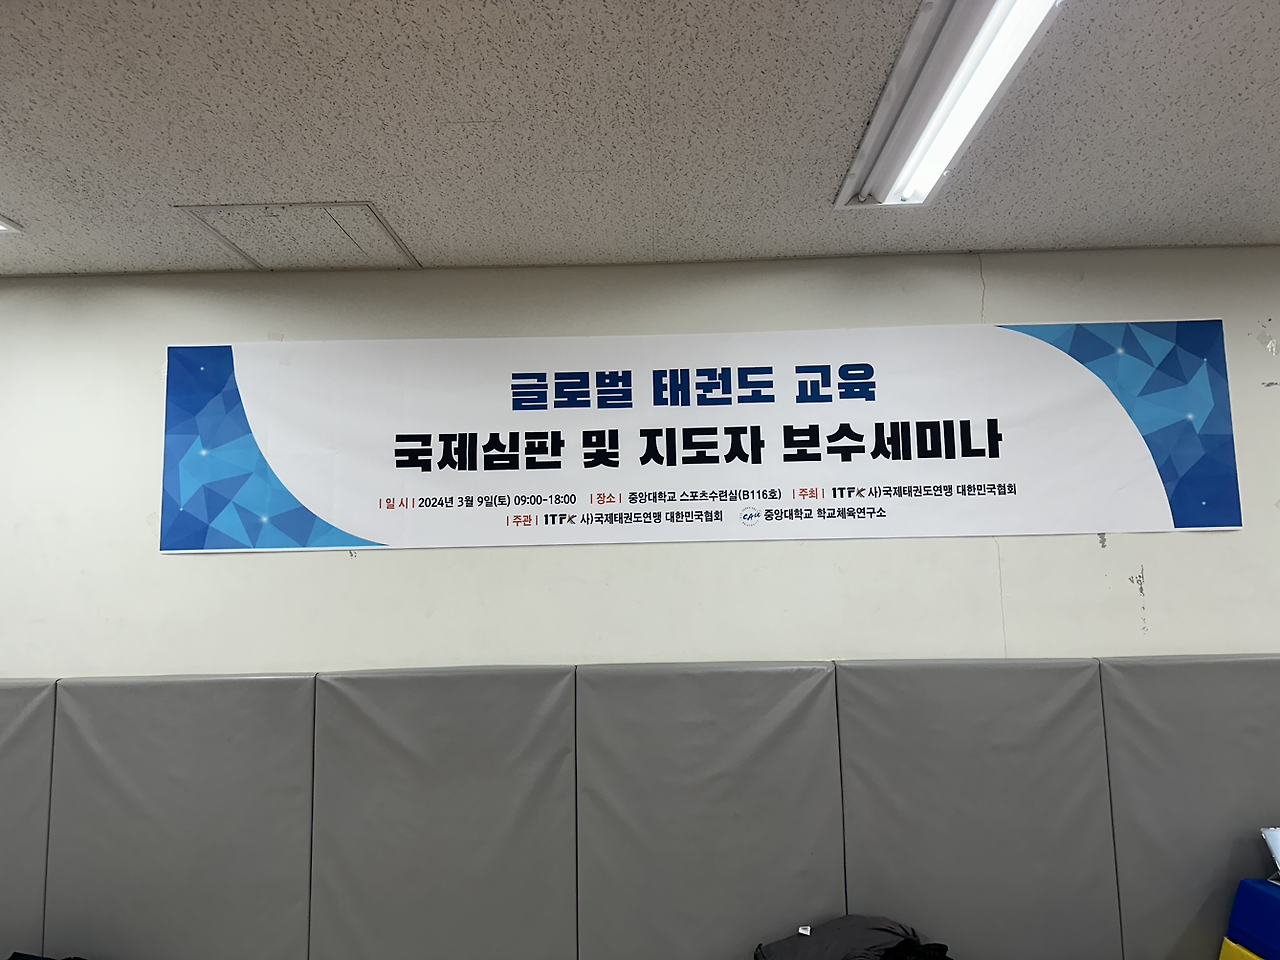 글로벌 태권도 교육
국제심판 및 지도자 보수세미나
| 일 시 | 2024년 3월 9일(토) 09:00-18:00 | 장소 | 중앙대학교 스포츠수련실(B116호) | 주최 | ITFK 사)국제태권도연맹 대한민국협회
| 주관 | ITFK 사)국제태권도연맹 대한민국협회 CAU 중앙대학교 학교체육연구소